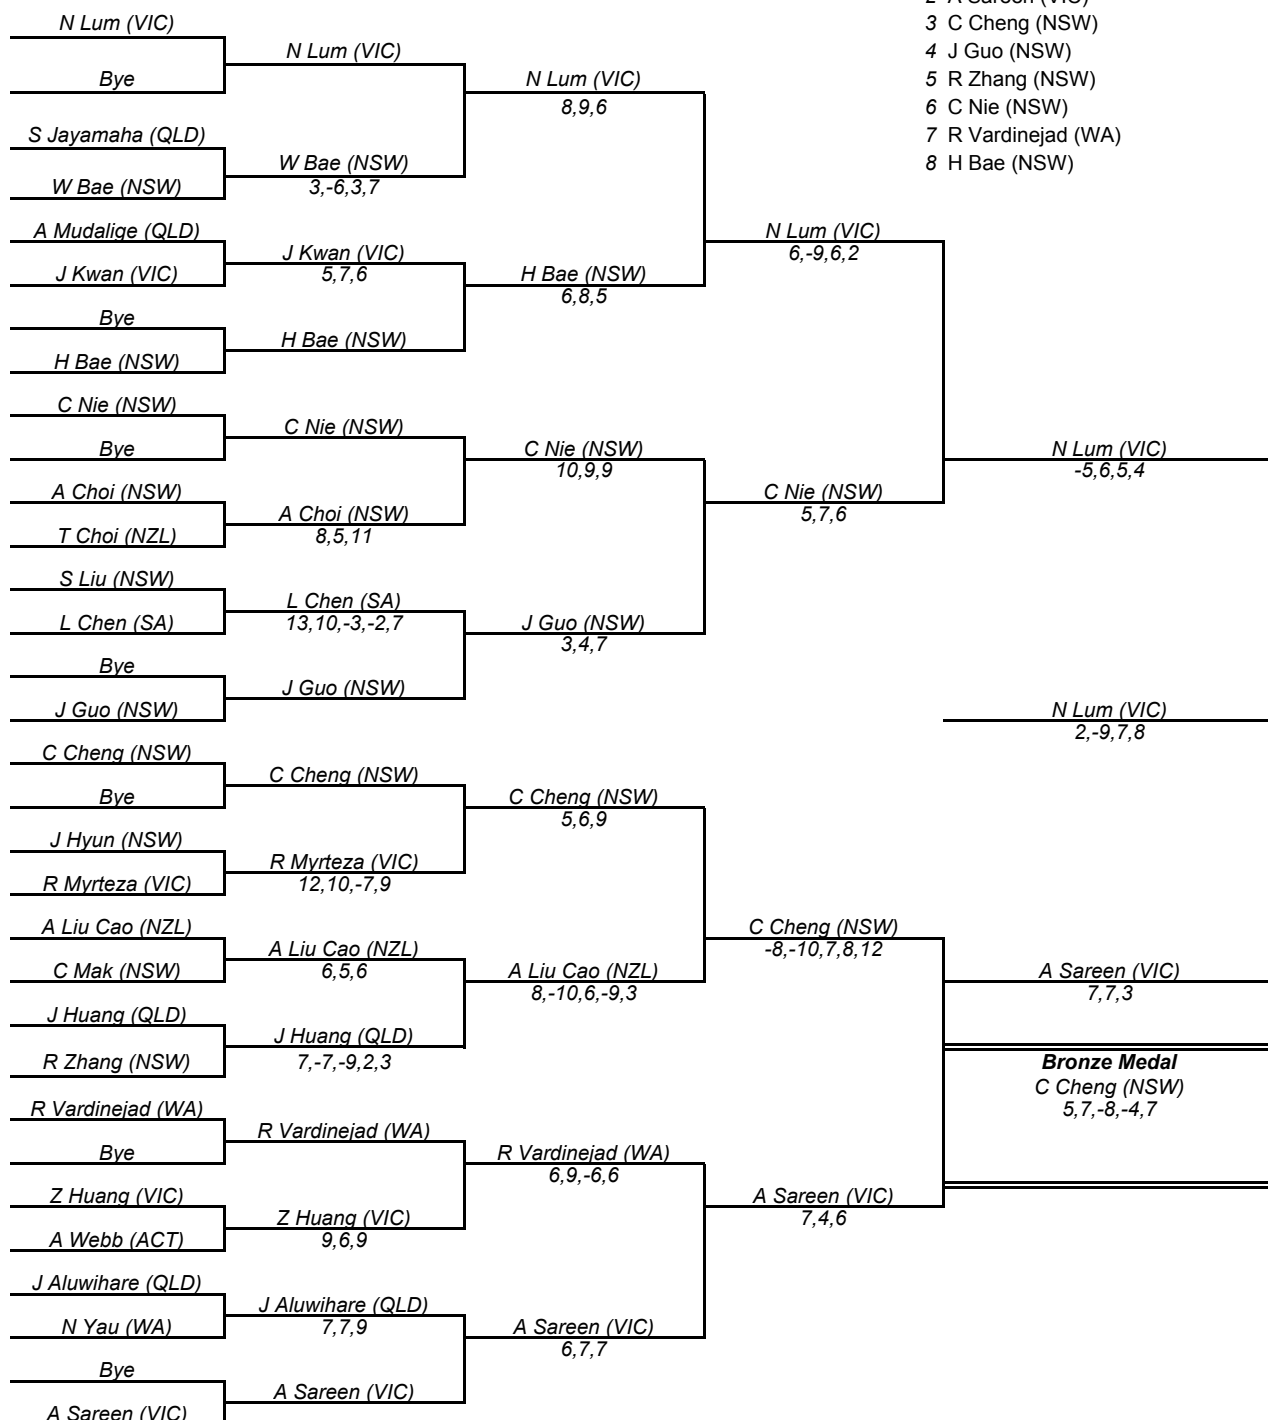 2 A Sareen (VIC)
3 C Cheng (NSW)
4 J Guo (NSW)
5 R Zhang (NSW)
6 C Nie (NSW)
7 R Vardinejad (WA)
8 H Bae (NSW)
N Lum (VIC)
Bye
S Jayamaha (QLD)
W Bae (NSW)
A Mudalige (QLD)
J Kwan (VIC)
Bye
H Bae (NSW)
C Nie (NSW)
Bye
A Choi (NSW)
T Choi (NZL)
S Liu (NSW)
L Chen (SA)
Bye
J Guo (NSW)
C Cheng (NSW)
Bye
J Hyun (NSW)
R Myrteza (VIC)
A Liu Cao (NZL)
C Mak (NSW)
J Huang (QLD)
R Zhang (NSW)
R Vardinejad (WA)
Bye
Z Huang (VIC)
A Webb (ACT)
J Aluwihare (QLD)
N Yau (WA)
Bye
A Sareen (VIC)
N Lum (VIC)
W Bae (NSW)
3,-6,3,7
J Kwan (VIC)
5,7,6
H Bae (NSW)
C Nie (NSW)
A Choi (NSW)
8,5,11
L Chen (SA)
13,10,-3,-2,7
J Guo (NSW)
C Cheng (NSW)
R Myrteza (VIC)
12,10,-7,9
A Liu Cao (NZL)
6,5,6
J Huang (QLD)
7,-7,-9,2,3
R Vardinejad (WA)
Z Huang (VIC)
9,6,9
J Aluwihare (QLD)
7,7,9
A Sareen (VIC)
N Lum (VIC)
8,9,6
H Bae (NSW)
6,8,5
C Nie (NSW)
10,9,9
J Guo (NSW)
3,4,7
C Cheng (NSW)
5,6,9
A Liu Cao (NZL)
8,-10,6,-9,3
R Vardinejad (WA)
6,9,-6,6
A Sareen (VIC)
6,7,7
N Lum (VIC)
6,-9,6,2
C Nie (NSW)
5,7,6
C Cheng (NSW)
-8,-10,7,8,12
A Sareen (VIC)
7,4,6
N Lum (VIC)
-5,6,5,4
N Lum (VIC)
2,-9,7,8
A Sareen (VIC)
7,7,3
Bronze Medal
C Cheng (NSW)
5,7,-8,-4,7